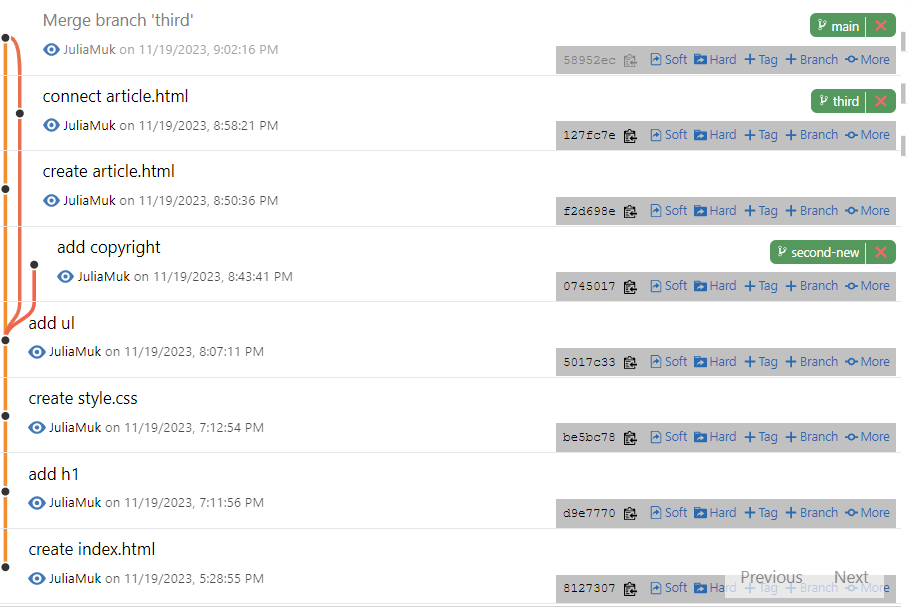 Merge branch 'third'
main
JuliaMuk on 11/19/2023, 9:02:16 PM
58952ec Soft Hard Tag Branch More
connect article.html
third
JuliaMuk on 11/19/2023, 8:58:21 PM
127fc7e Soft Hard Tag Branch More
create article.html
JuliaMuk on 11/19/2023, 8:50:36 PM
f2d698e Soft Hard Tag Branch More
add copyright
second-new
JuliaMuk on 11/19/2023, 8:43:41 PM
0745017 Soft Hard Tag Branch More
add ul
JuliaMuk on 11/19/2023, 8:07:11 PM
5017c33 Soft Hard Tag Branch More
create style.css
JuliaMuk on 11/19/2023, 7:12:54 PM
be5bc78 Soft Hard Tag Branch More
add h1
JuliaMuk on 11/19/2023, 7:11:56 PM
d9e7770 Soft Hard Tag Branch More
create index.html
JuliaMuk on 11/19/2023, 5:28:55 PM
8127307 Soft Hard Tag Branch More
Previous Next